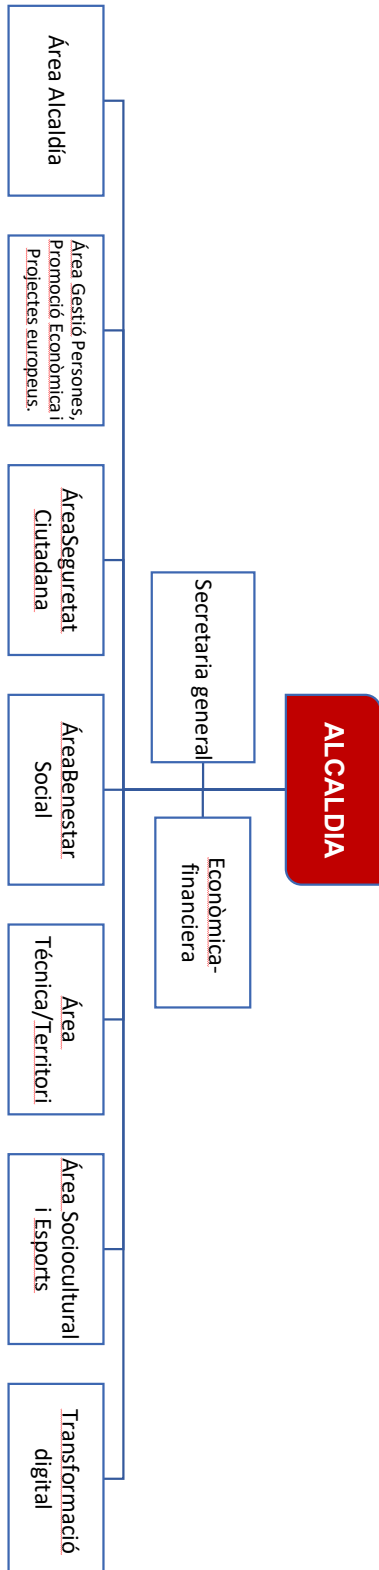 ALCALDIA
Secretaria general
Econòmica-
financiera
Área Alcaldía
Área Gestió Persones,
Promoció Econòmica i
Projectes europeus.
ÁreaSeguretat
Ciutadana
ÁreaBenestar
Social
Área
Técnica/Territori
Área Sociocultural
i Esports
Transformació
digital